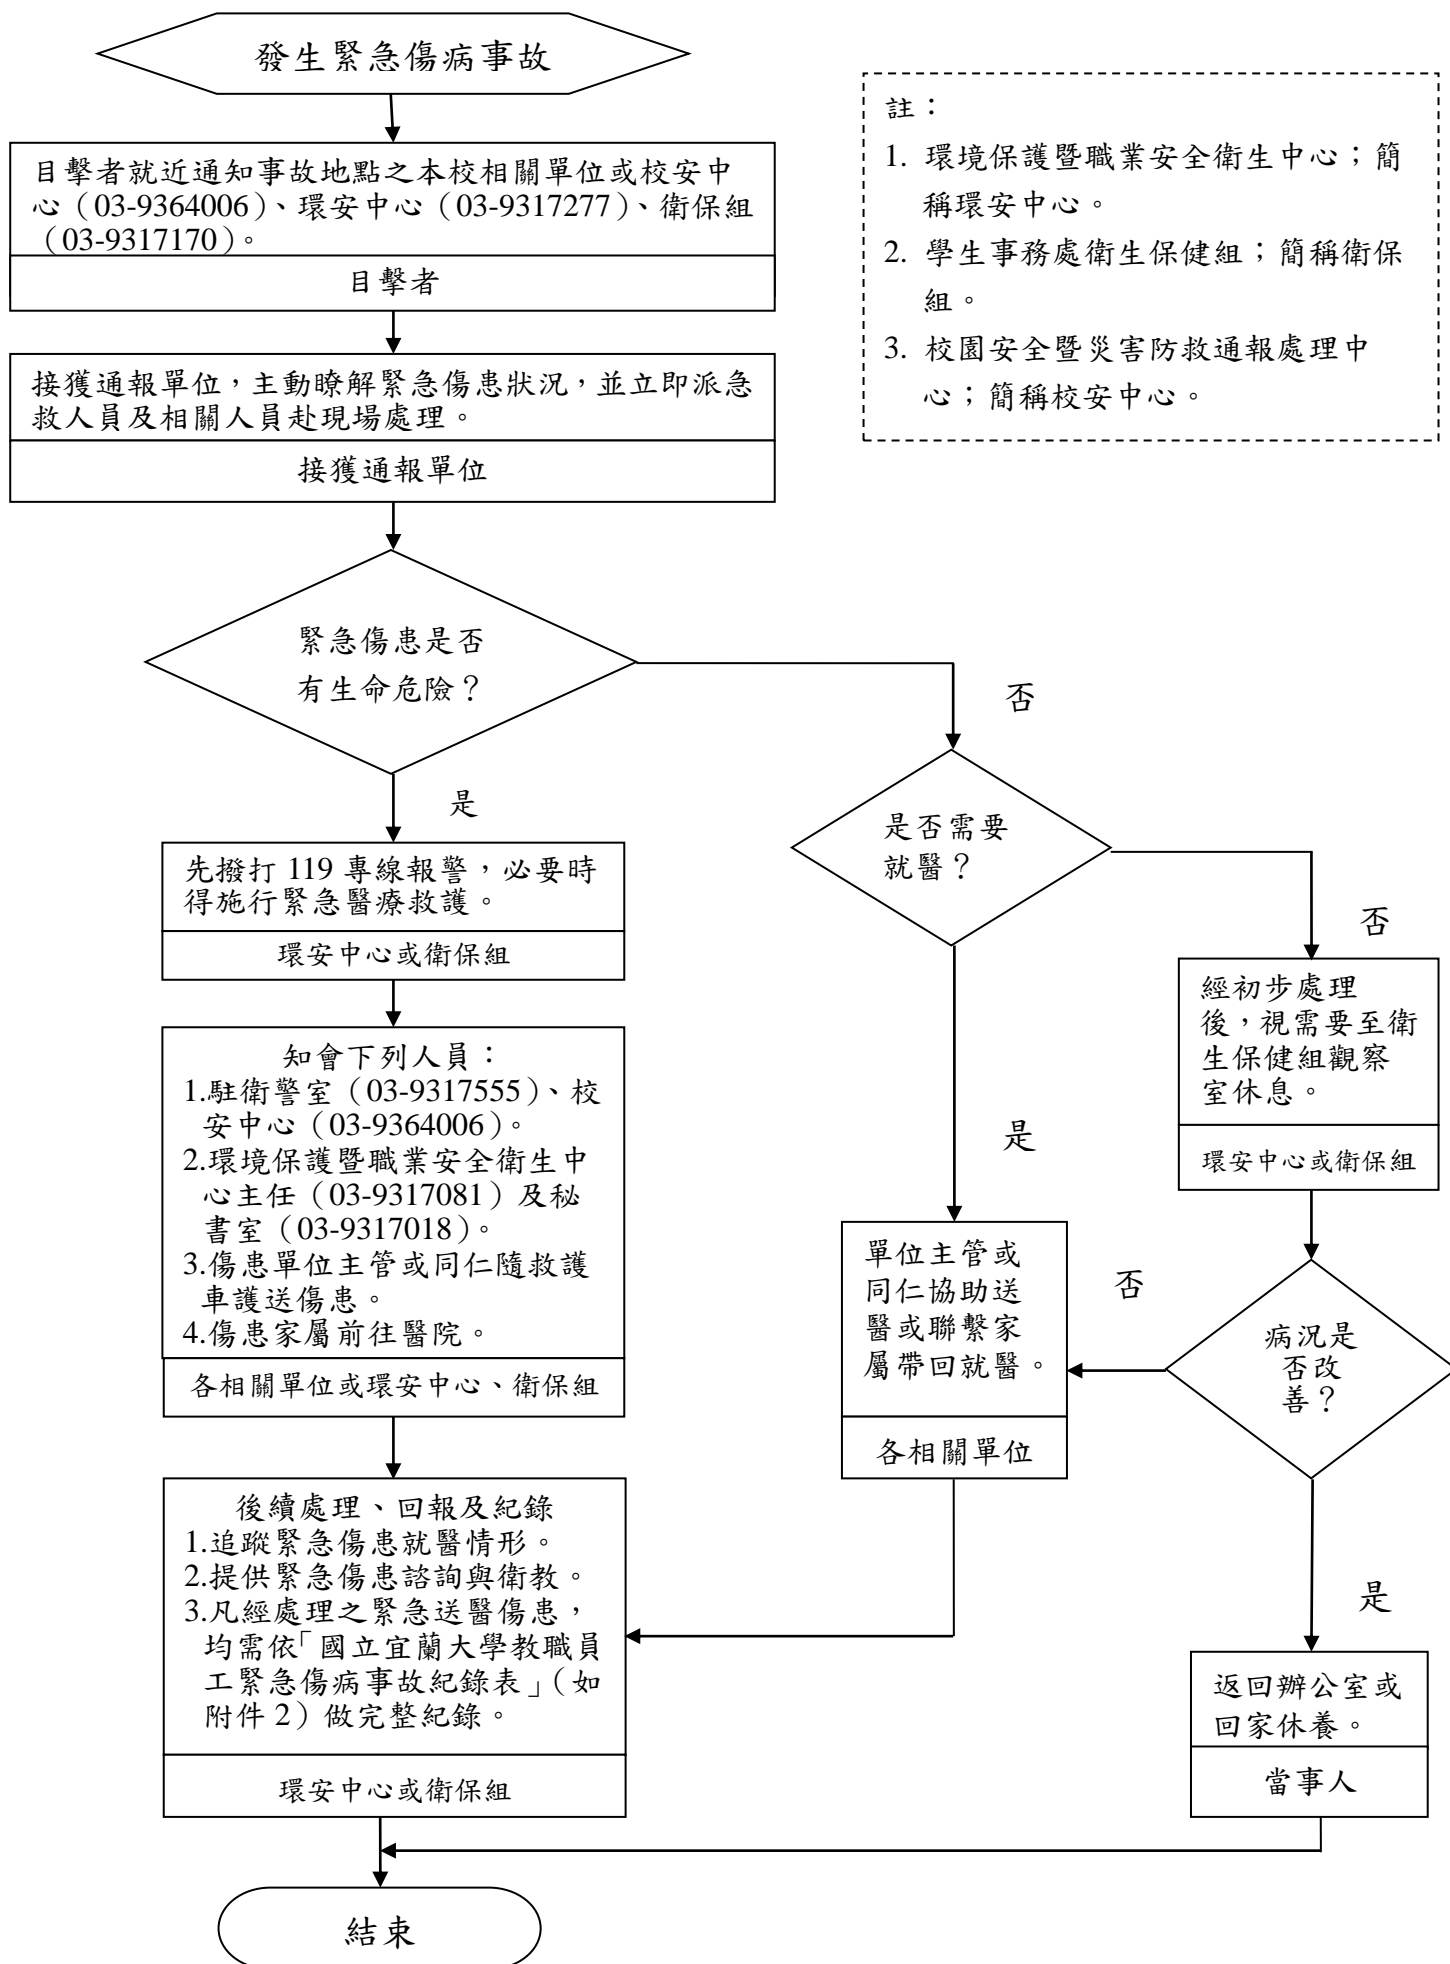 發生緊急傷病事故
目擊者就近通知事故地點之本校相關單位或校安中
心（03-9364006）、環安中心（03-9317277）、衛保組
（03-9317170）。
目擊者
接獲通報單位，主動瞭解緊急傷患狀況，並立即派急
救人員及相關人員赴現場處理。
接獲通報單位
註：
1. 環境保護暨職業安全衛生中心；簡
稱環安中心。
2. 學生事務處衛生保健組；簡稱衛保
組。
3. 校園安全暨災害防救通報處理中
心；簡稱校安中心。
緊急傷患是否
有生命危險？
否
是
是否需要
就醫？
否
是
先撥打 119 專線報警，必要時
得施行緊急醫療救護。
環安中心或衛保組
知會下列人員：
1.駐衛警室（03-9317555）、校
安中心（03-9364006）。
2.環境保護暨職業安全衛生中
心主任（03-9317081）及秘
書室（03-9317018）。
3.傷患單位主管或同仁隨救護
車護送傷患。
4.傷患家屬前往醫院。
各相關單位或環安中心、衛保組
經初步處理
後，視需要至衛
生保健組觀察
室休息。
環安中心或衛保組
單位主管或
同仁協助送
醫或聯繫家
屬帶回就醫。
各相關單位
否
病況是
否改
善？
是
後續處理、回報及紀錄
1.追蹤緊急傷患就醫情形。
2.提供緊急傷患諮詢與衛教。
3.凡經處理之緊急送醫傷患，
均需依「國立宜蘭大學教職員
工緊急傷病事故紀錄表」（如
附件 2）做完整紀錄。
環安中心或衛保組
返回辦公室或
回家休養。
當事人
結束